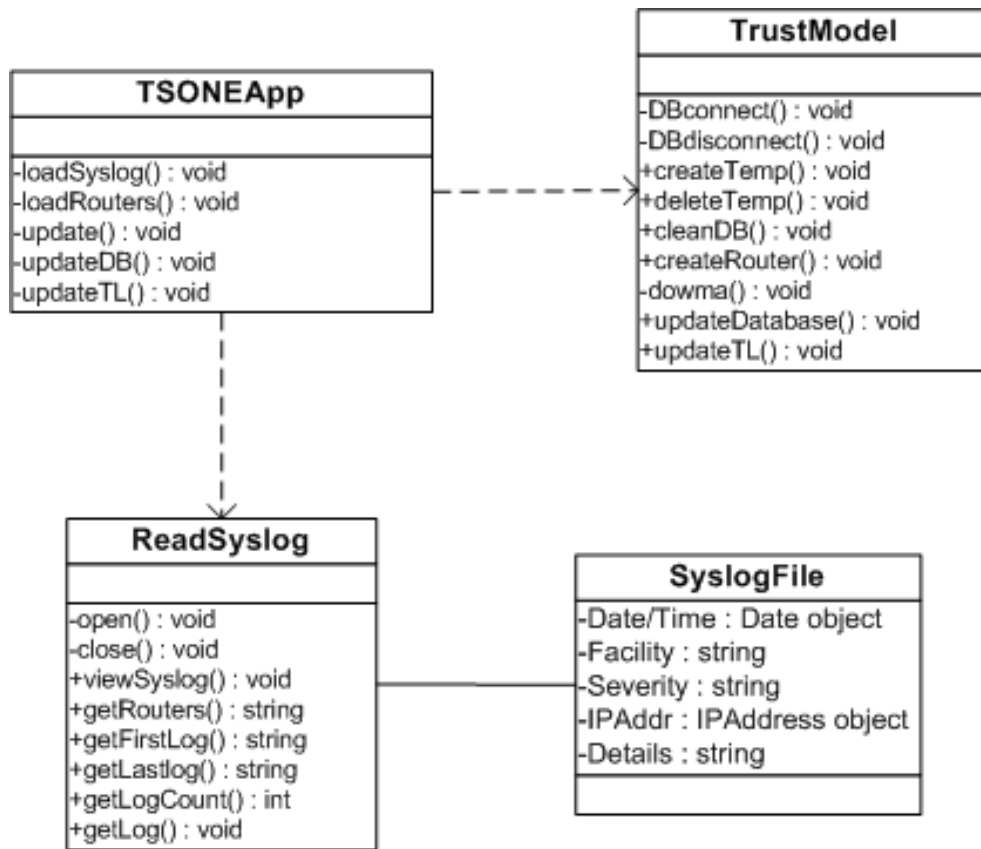 TrustModel
-DBconnect() : void
-DBdisconnect() : void
+createTemp() : void
+deleteTemp() : void
+cleanDB() : void
+createRouter() : void
-dowma() : void
+updateDatabase() : void
+updateTL() : void
TSONEApp
-loadSyslog() : void
-loadRouters() : void
-update() : void
-updateDB() : void
-updateTL() : void
ReadSyslog
-open() : void
-close() : void
+viewSyslog() : void
+getRouters() : string
+getFirstLog() : string
+getLastlog() : string
+getLogCount() : int
+getLog() : void
SyslogFile
-Date/Time : Date object
-Facility : string
-Severity : string
-IPAddr : IPAddress object
-Details : string